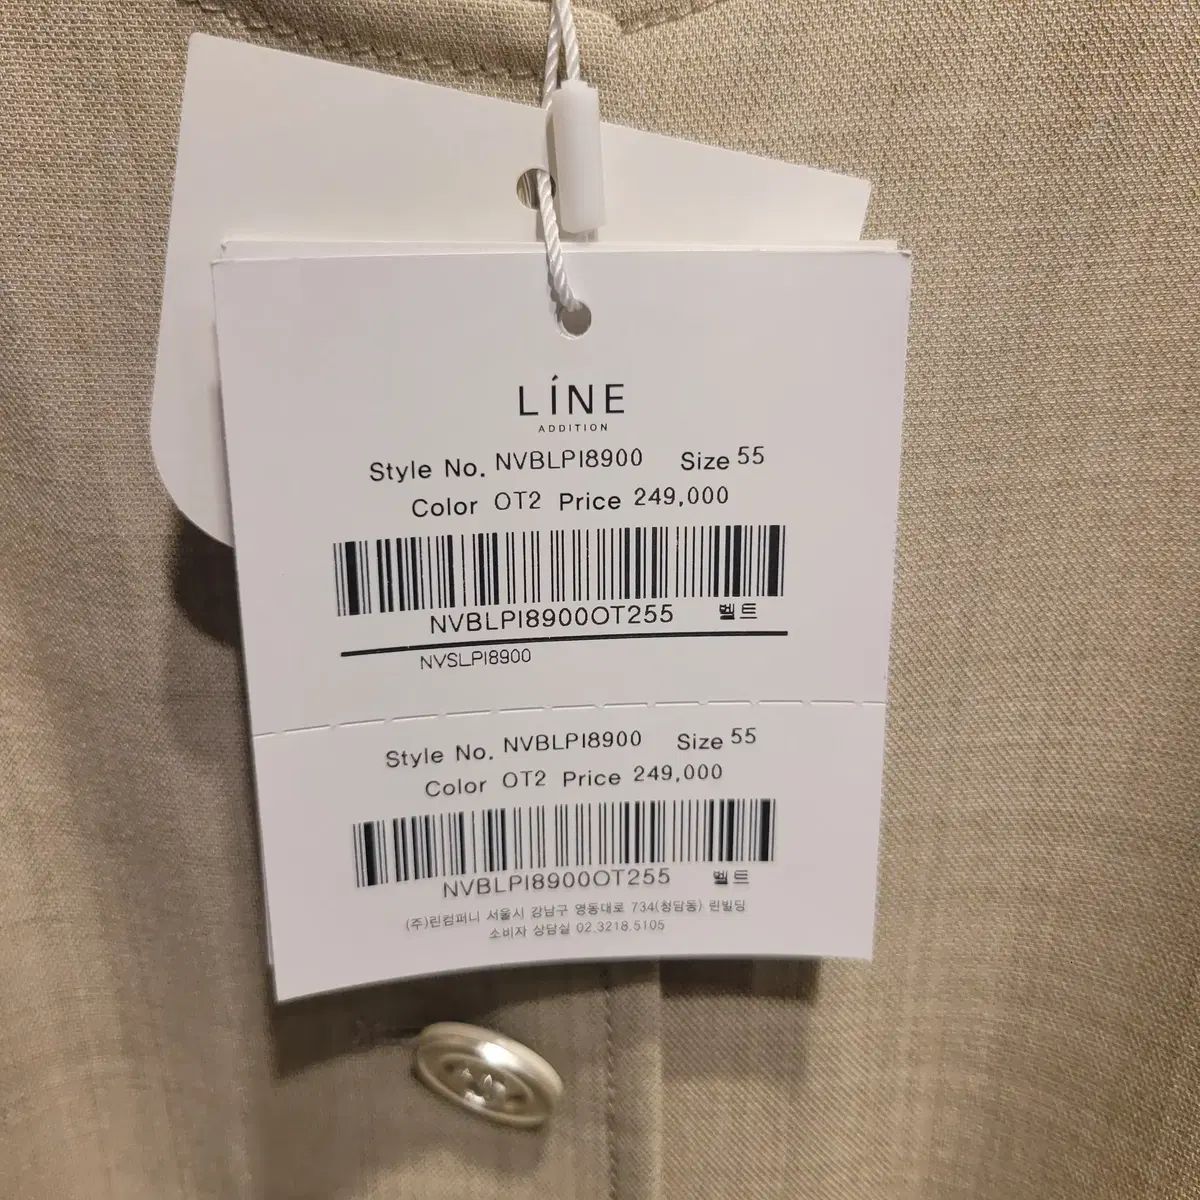 LíNE
ADDITION
Style No. NVBLPI8900 Size 55
Color OT2 Price 249,000
NVBLPI8900OT255 벨트
NVSLPI8900
Style No. NVBLPI8900 Size 55
Color OT2 Price 249,000
NVBLPI8900OT255 벨트
(주)린컴퍼니 서울시 강남구 영동대로 734(청담동) 린빌딩
소비자 상담실 02.3218.5105